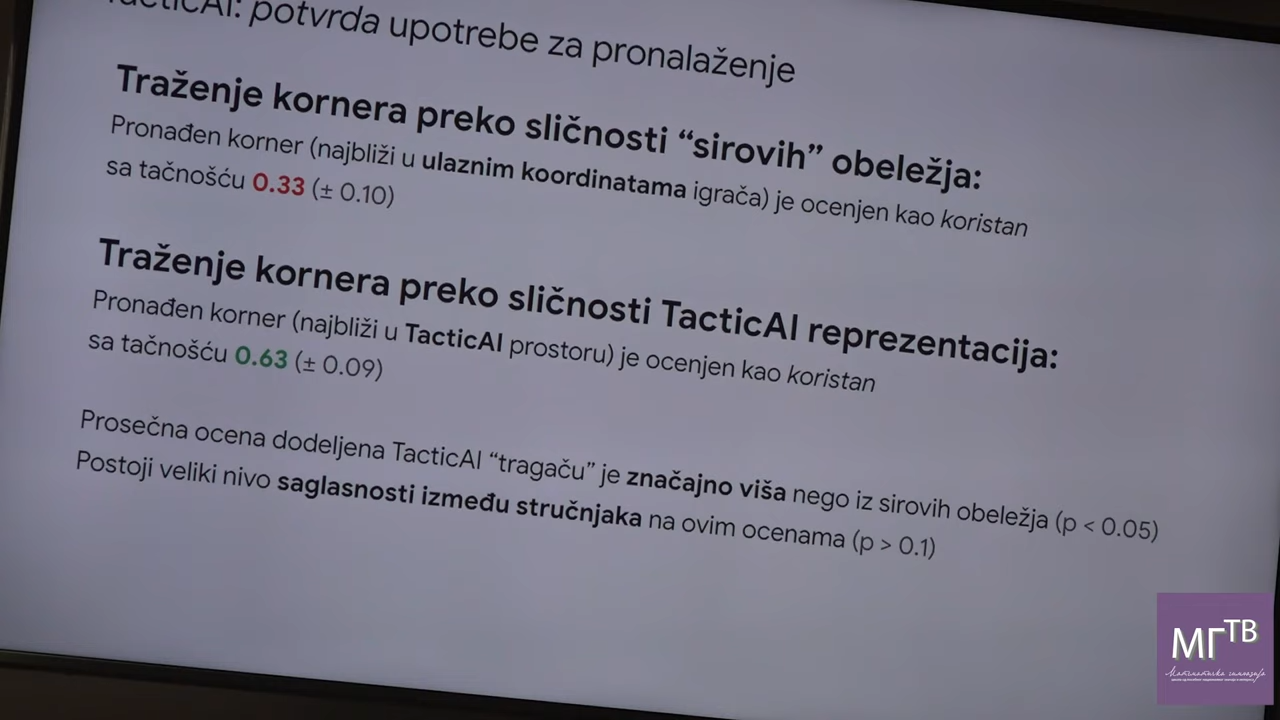 TacticAI: potvrda upotrebe za pronalaženje
Traženje kornera preko sličnosti “sirovih” obeležja:
Pronađen korner (najbliži u ulaznim koordinatama igrača) je ocenjen kao koristan
sa tačnošću 0.33 (± 0.10)
Traženje kornera preko sličnosti TacticAI reprezentacija:
Pronađen korner (najbliži u TacticAI prostoru) je ocenjen kao koristan
sa tačnošću 0.63 (± 0.09)
Prosečna ocena dodeljena TacticAI “tragaču” je značajno viša nego iz sirovih obeležja (p < 0.05)
Postoji veliki nivo saglasnosti između stručnjaka na ovim ocenama (p > 0.1)
МГТВ
Математичка гимназија